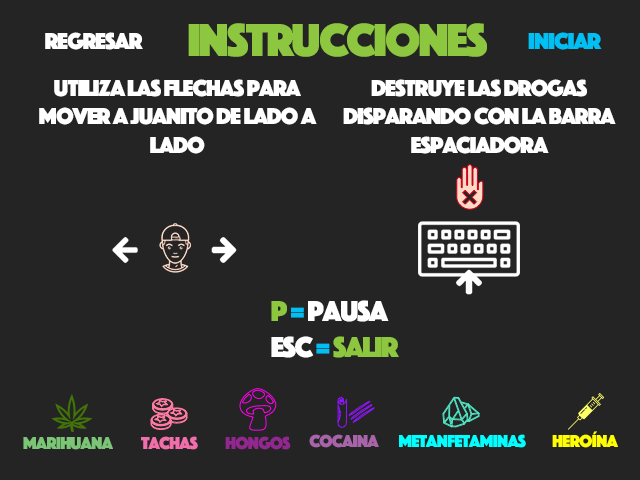 REGRESAR
INSTRUCCIONES
INICIAR
UTILIZA LAS FLECHAS PARA
MOVER A JUANITO DE LADO A
LADO
DESTRUYE LAS DROGAS
DISPARANDO CON LA BARRA
ESPACIADORA
P = PAUSA
ESC = SALIR
MARIHUANA
TACHAS
HONGOS
COCAINA
METANFETAMINAS
HEROÍNA